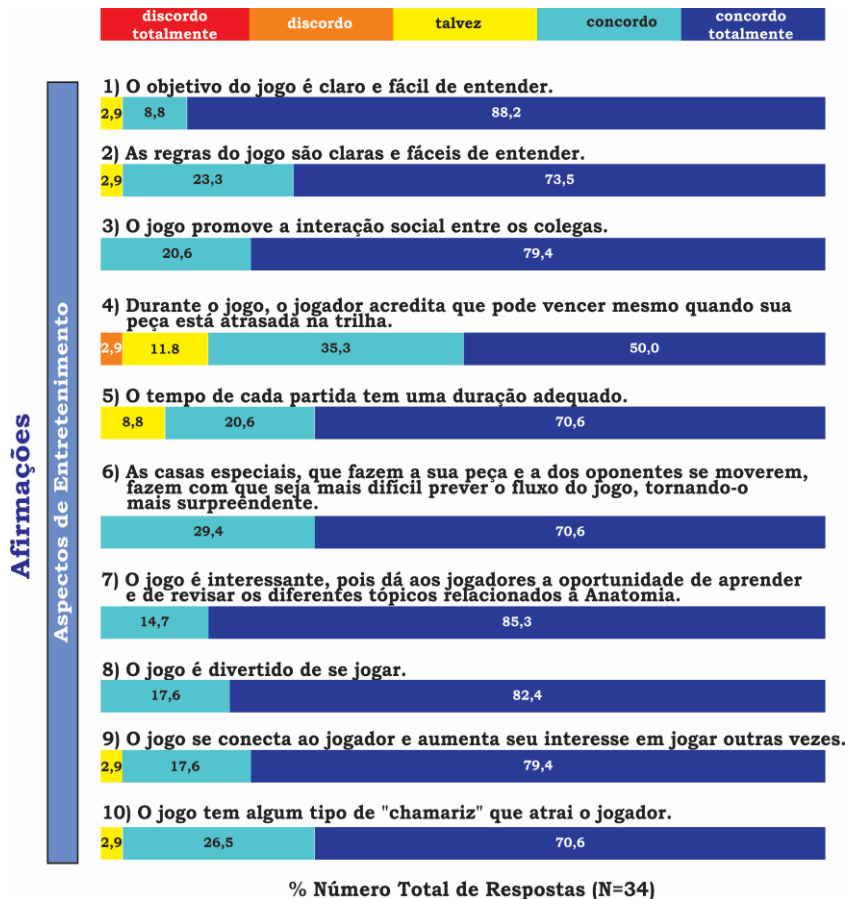 discordo totalmente
discordo
talvez
concordo
concordo totalmente
Afirmações
Aspectos de Entretenimento
1) O objetivo do jogo é claro e fácil de entender.
2,9 8,8 88,2
2) As regras do jogo são claras e fáceis de entender.
2,9 23,3 73,5
3) O jogo promove a interação social entre os colegas.
20,6 79,4
4) Durante o jogo, o jogador acredita que pode vencer mesmo quando sua
peça está atrasada na trilha.
2,9 11.8 35,3 50,0
5) O tempo de cada partida tem uma duração adequado.
8,8 20,6 70,6
6) As casas especiais, que fazem a sua peça e a dos oponentes se moverem,
fazem com que seja mais difícil prever o fluxo do jogo, tornando-o
mais surpreendente.
29,4 70,6
7) O jogo é interessante, pois dá aos jogadores a oportunidade de aprender
e de revisar os diferentes tópicos relacionados à Anatomia.
14,7 85,3
8) O jogo é divertido de se jogar.
17,6 82,4
9) O jogo se conecta ao jogador e aumenta seu interesse em jogar outras vezes.
2,9 17,6 79,4
10) O jogo tem algum tipo de "chamariz" que atrai o jogador.
2,9 26,5 70,6
% Número Total de Respostas (N=34)